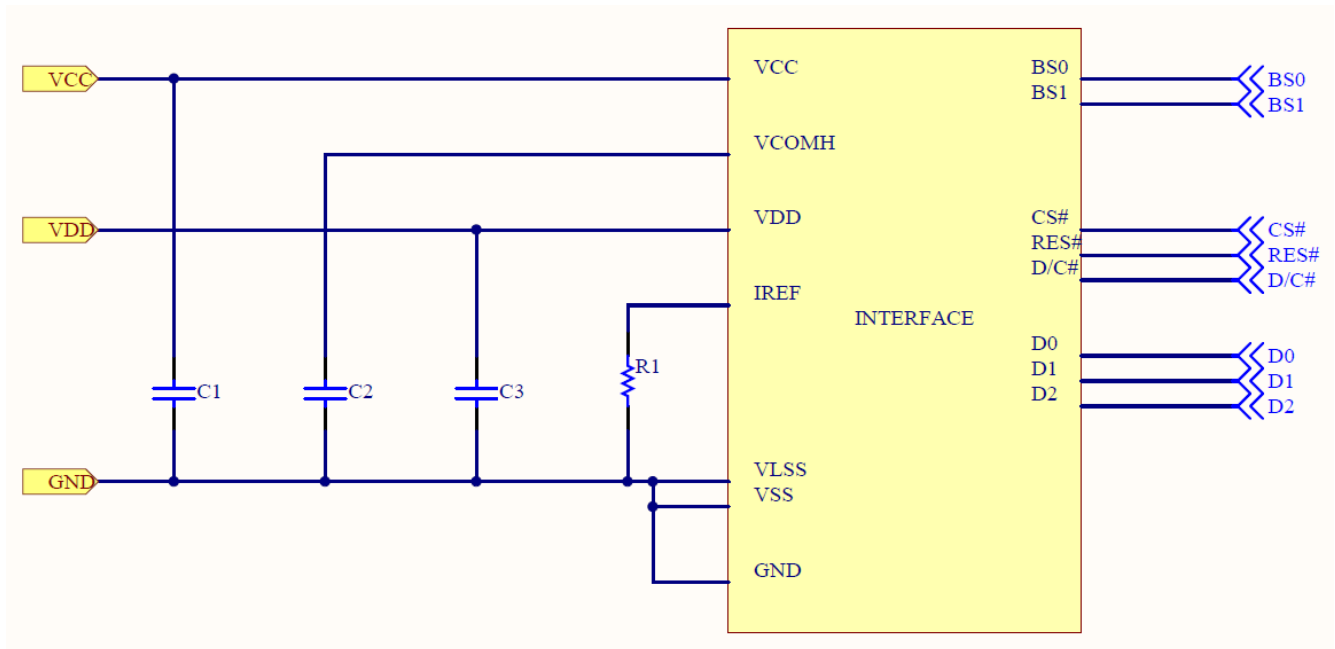 VCC
VCC
BS0
BS0
BS1
BS1
VCOMH
VDD
VDD
CS#
CS#
RES#
RES#
D/C#
D/C#
IREF
INTERFACE
D0
D0
R1
D1
D1
C1
C2
C3
D2
D2
GND
VLSS
VSS
GND